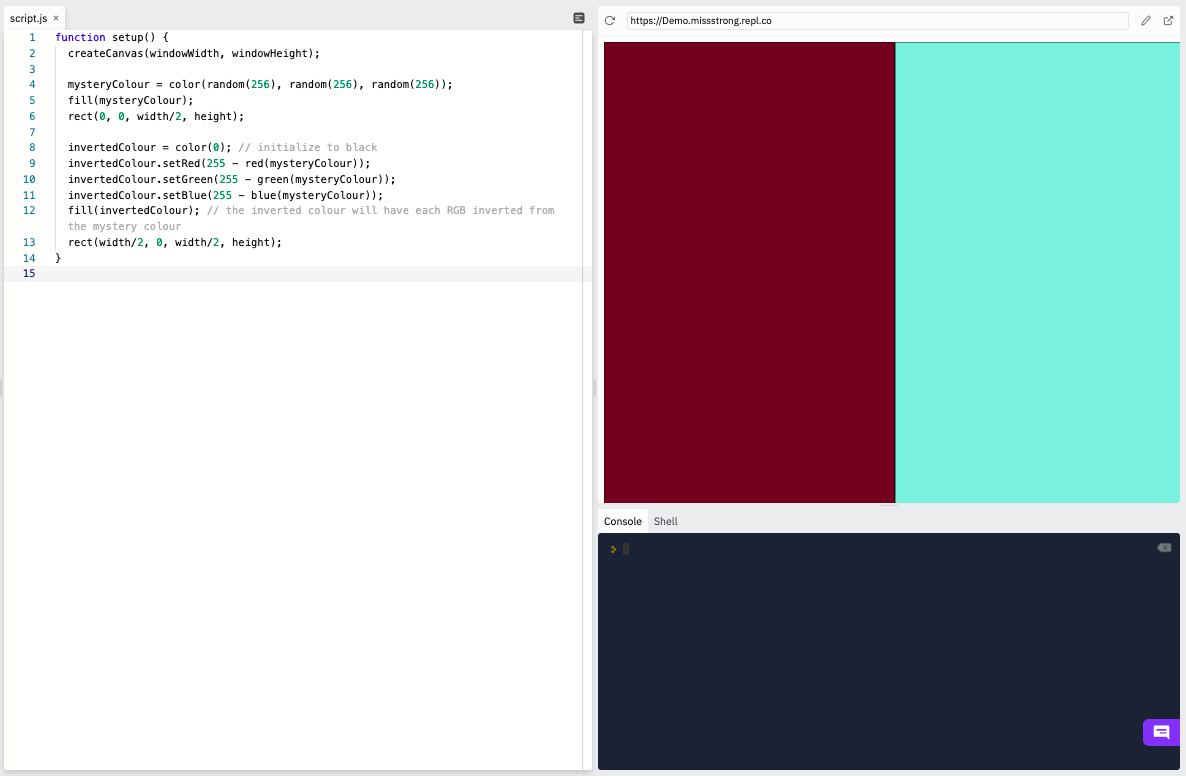 script.js ×
1 function setup() {
2 createCanvas(windowWidth, windowHeight);
3
4 mysteryColour = color(random(256), random(256), random(256));
5 fill(mysteryColour);
6 rect(0, 0, width/2, height);
7
8 invertedColour = color(0); // initialize to black
9 invertedColour.setRed(255 - red(mysteryColour));
10 invertedColour.setGreen(255 - green(mysteryColour));
11 invertedColour.setBlue(255 - blue(mysteryColour));
12 fill(invertedColour); // the inverted colour will have each RGB inverted from
the mystery colour
13 rect(width/2, 0, width/2, height);
14 }
15
https://Demo.missstrong.repl.co
Console Shell